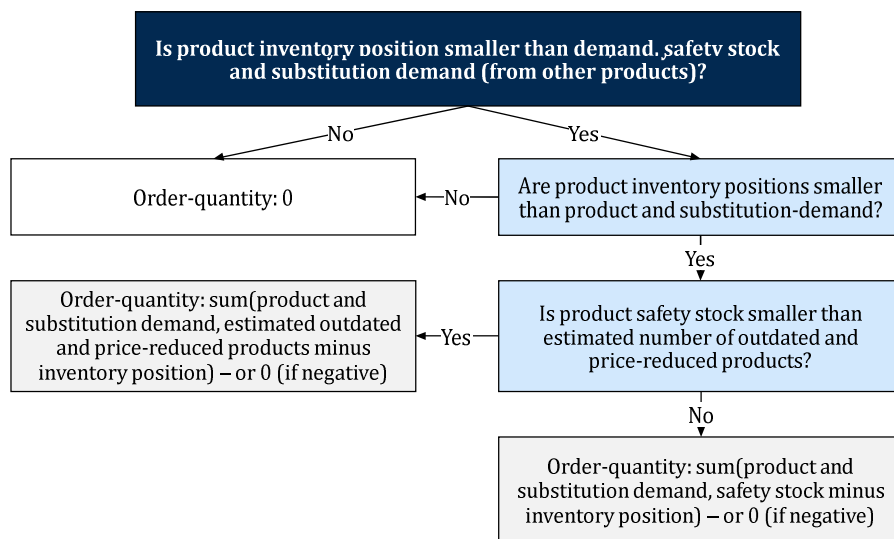 Is product inventory position smaller than demand, safety stock
and substitution demand (from other products)?
No
Yes
Order-quantity: 0
No
Are product inventory positions smaller
than product and substitution-demand?
Yes
Order-quantity: sum(product and
substitution demand, estimated outdated
and price-reduced products minus
inventory position) – or 0 (if negative)
Yes
Is product safety stock smaller than
estimated number of outdated and
price-reduced products?
No
Order-quantity: sum(product and
substitution demand, safety stock minus
inventory position) – or 0 (if negative)